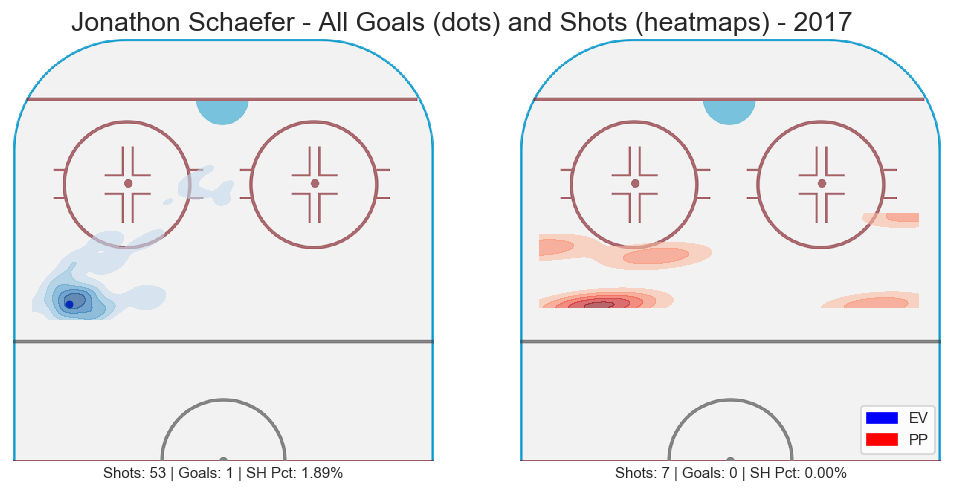 Jonathon Schaefer - All Goals (dots) and Shots (heatmaps) - 2017
EV
PP
Shots: 53 | Goals: 1 | SH Pct: 1.89%
Shots: 7 | Goals: 0 | SH Pct: 0.00%